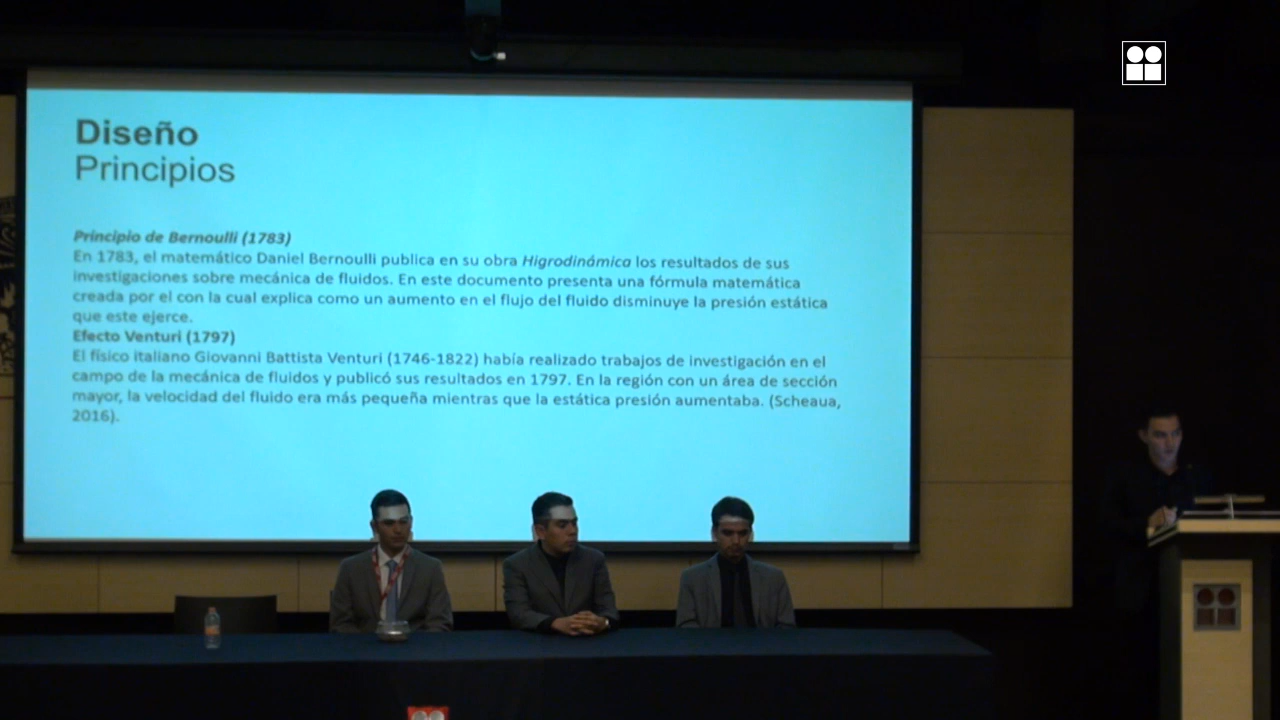 Diseño
Principios
Principio de Bernoulli (1783)
En 1783, el matemático Daniel Bernoulli publica en su obra Higrodinámica los resultados de sus
investigaciones sobre mecánica de fluidos. En este documento presenta una fórmula matemática
creada por el con la cual explica como un aumento en el flujo del fluido disminuye la presión estática
que este ejerce.
Efecto Venturi (1797)
El físico italiano Giovanni Battista Venturi (1746-1822) había realizado trabajos de investigación en el
campo de la mecánica de fluidos y publicó sus resultados en 1797. En la región con un área de sección
mayor, la velocidad del fluido era más pequeña mientras que la estática presión aumentaba. (Scheaua,
2016).